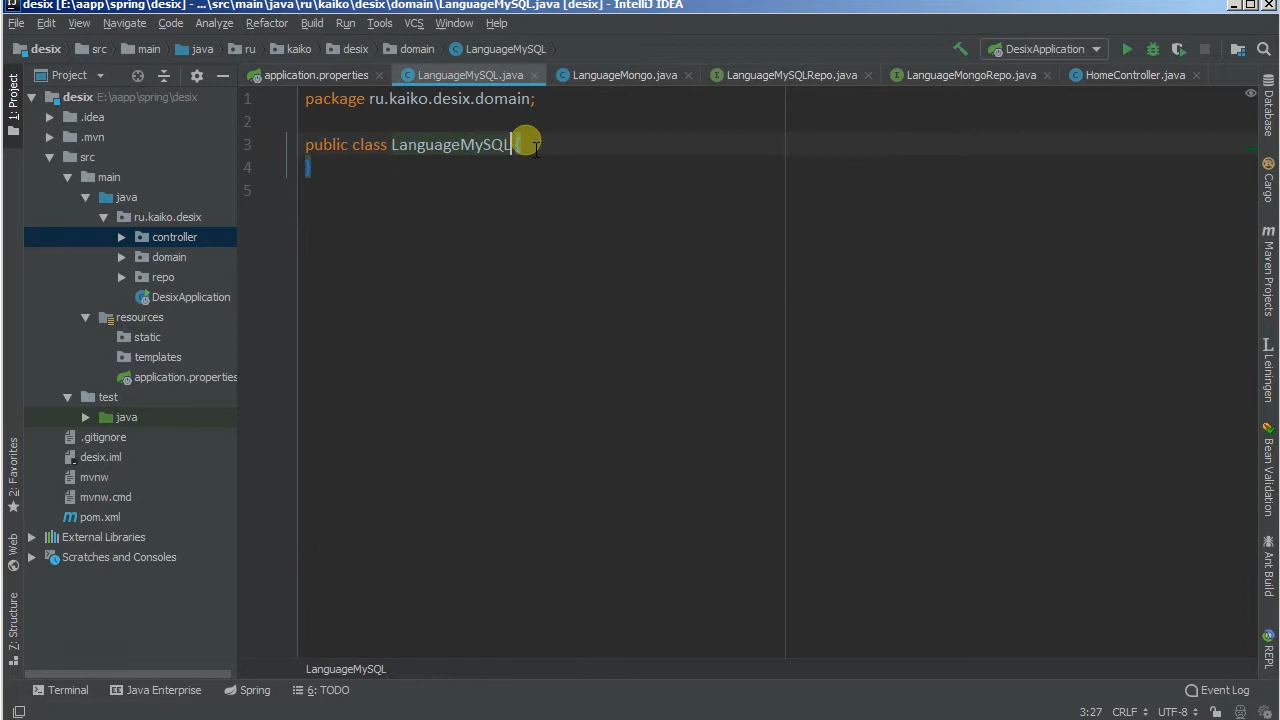 desix [E:\aapp\spring\desix] - ...\src\main\java\ru\kaiko\desix\domain\LanguageMySQL.java [desix] - IntelliJ IDEA
File Edit View Navigate Code Analyze Refactor Build Run Tools VCS Window Help
desix src main java ru kaiko desix domain LanguageMySQL DesixApplication
Project application.properties LanguageMySQL.java LanguageMongo.java LanguageMySQLRepo.java LanguageMongoRepo.java HomeController.java
desix E:\aapp\spring\desix
.idea
.mvn
src
main
java
ru.kaiko.desix
controller
domain
repo
DesixApplication
resources
static
templates
application.properties
test
java
.gitignore
desix.iml
mvnw
mvnw.cmd
pom.xml
External Libraries
Scratches and Consoles
1 package ru.kaiko.desix.domain;
2
3 public class LanguageMySQL {
4 }
5
LanguageMySQL
1: Project
2: Favorites
Web
7: Structure
Database
Cargo
Maven Projects
Leiningen
Bean Validation
Ant Build
REPL
Terminal Java Enterprise Spring 6: TODO Event Log
3:27 CRLF UTF-8